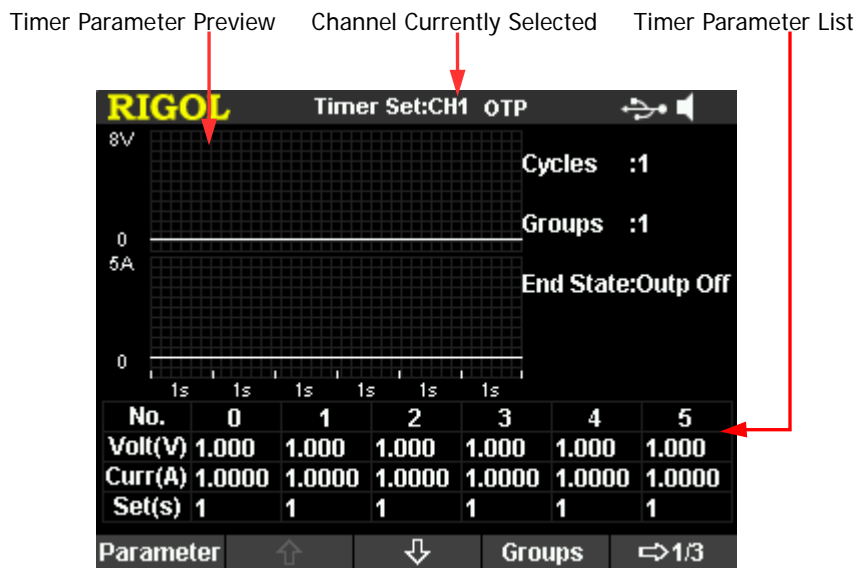 Timer Parameter Preview Channel Currently Selected Timer Parameter List
RIGOL Timer Set:CH1 OTP
8V
Cycles :1
Groups :1
0
5A
End State:Outp Off
0
1s 1s 1s 1s 1s 1s
No. 0 1 2 3 4 5
Volt(V) 1.000 1.000 1.000 1.000 1.000 1.000
Curr(A) 1.0000 1.0000 1.0000 1.0000 1.0000 1.0000
Set(s) 1 1 1 1 1 1
Parameter Groups 1/3